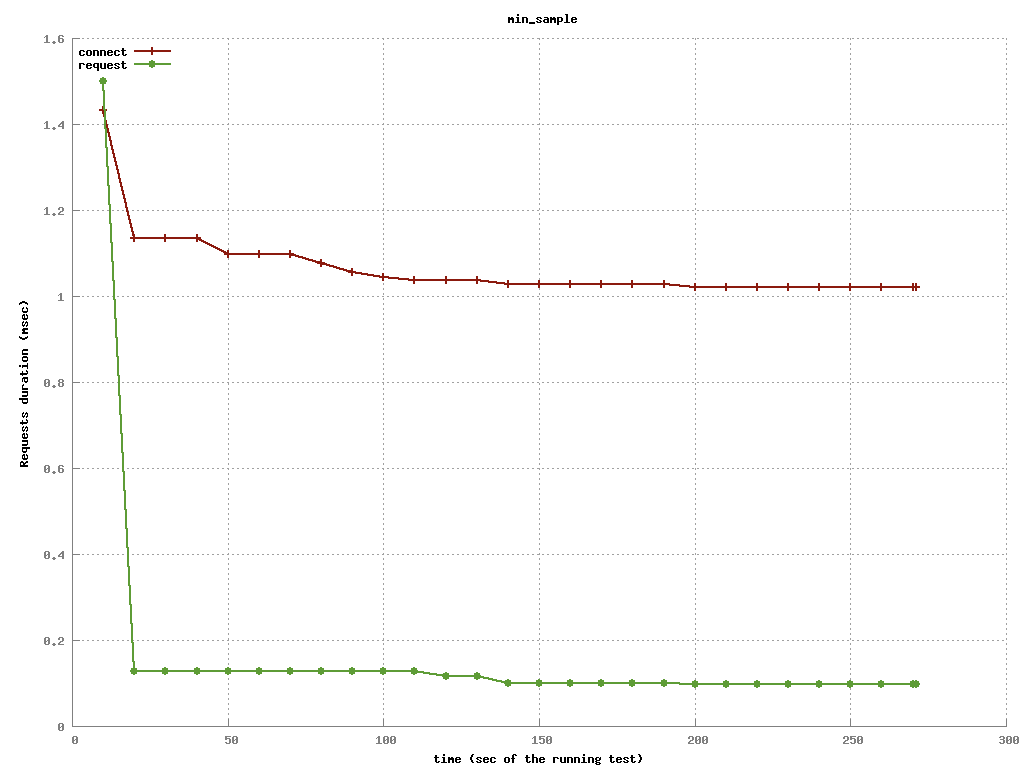 min_sample
1.6
connect
request
1.4
1.2
1
0.8
0.6
0.4
0.2
0
Requests duration (msec)
0 50 100 150 200 250 300
time (sec of the running test)